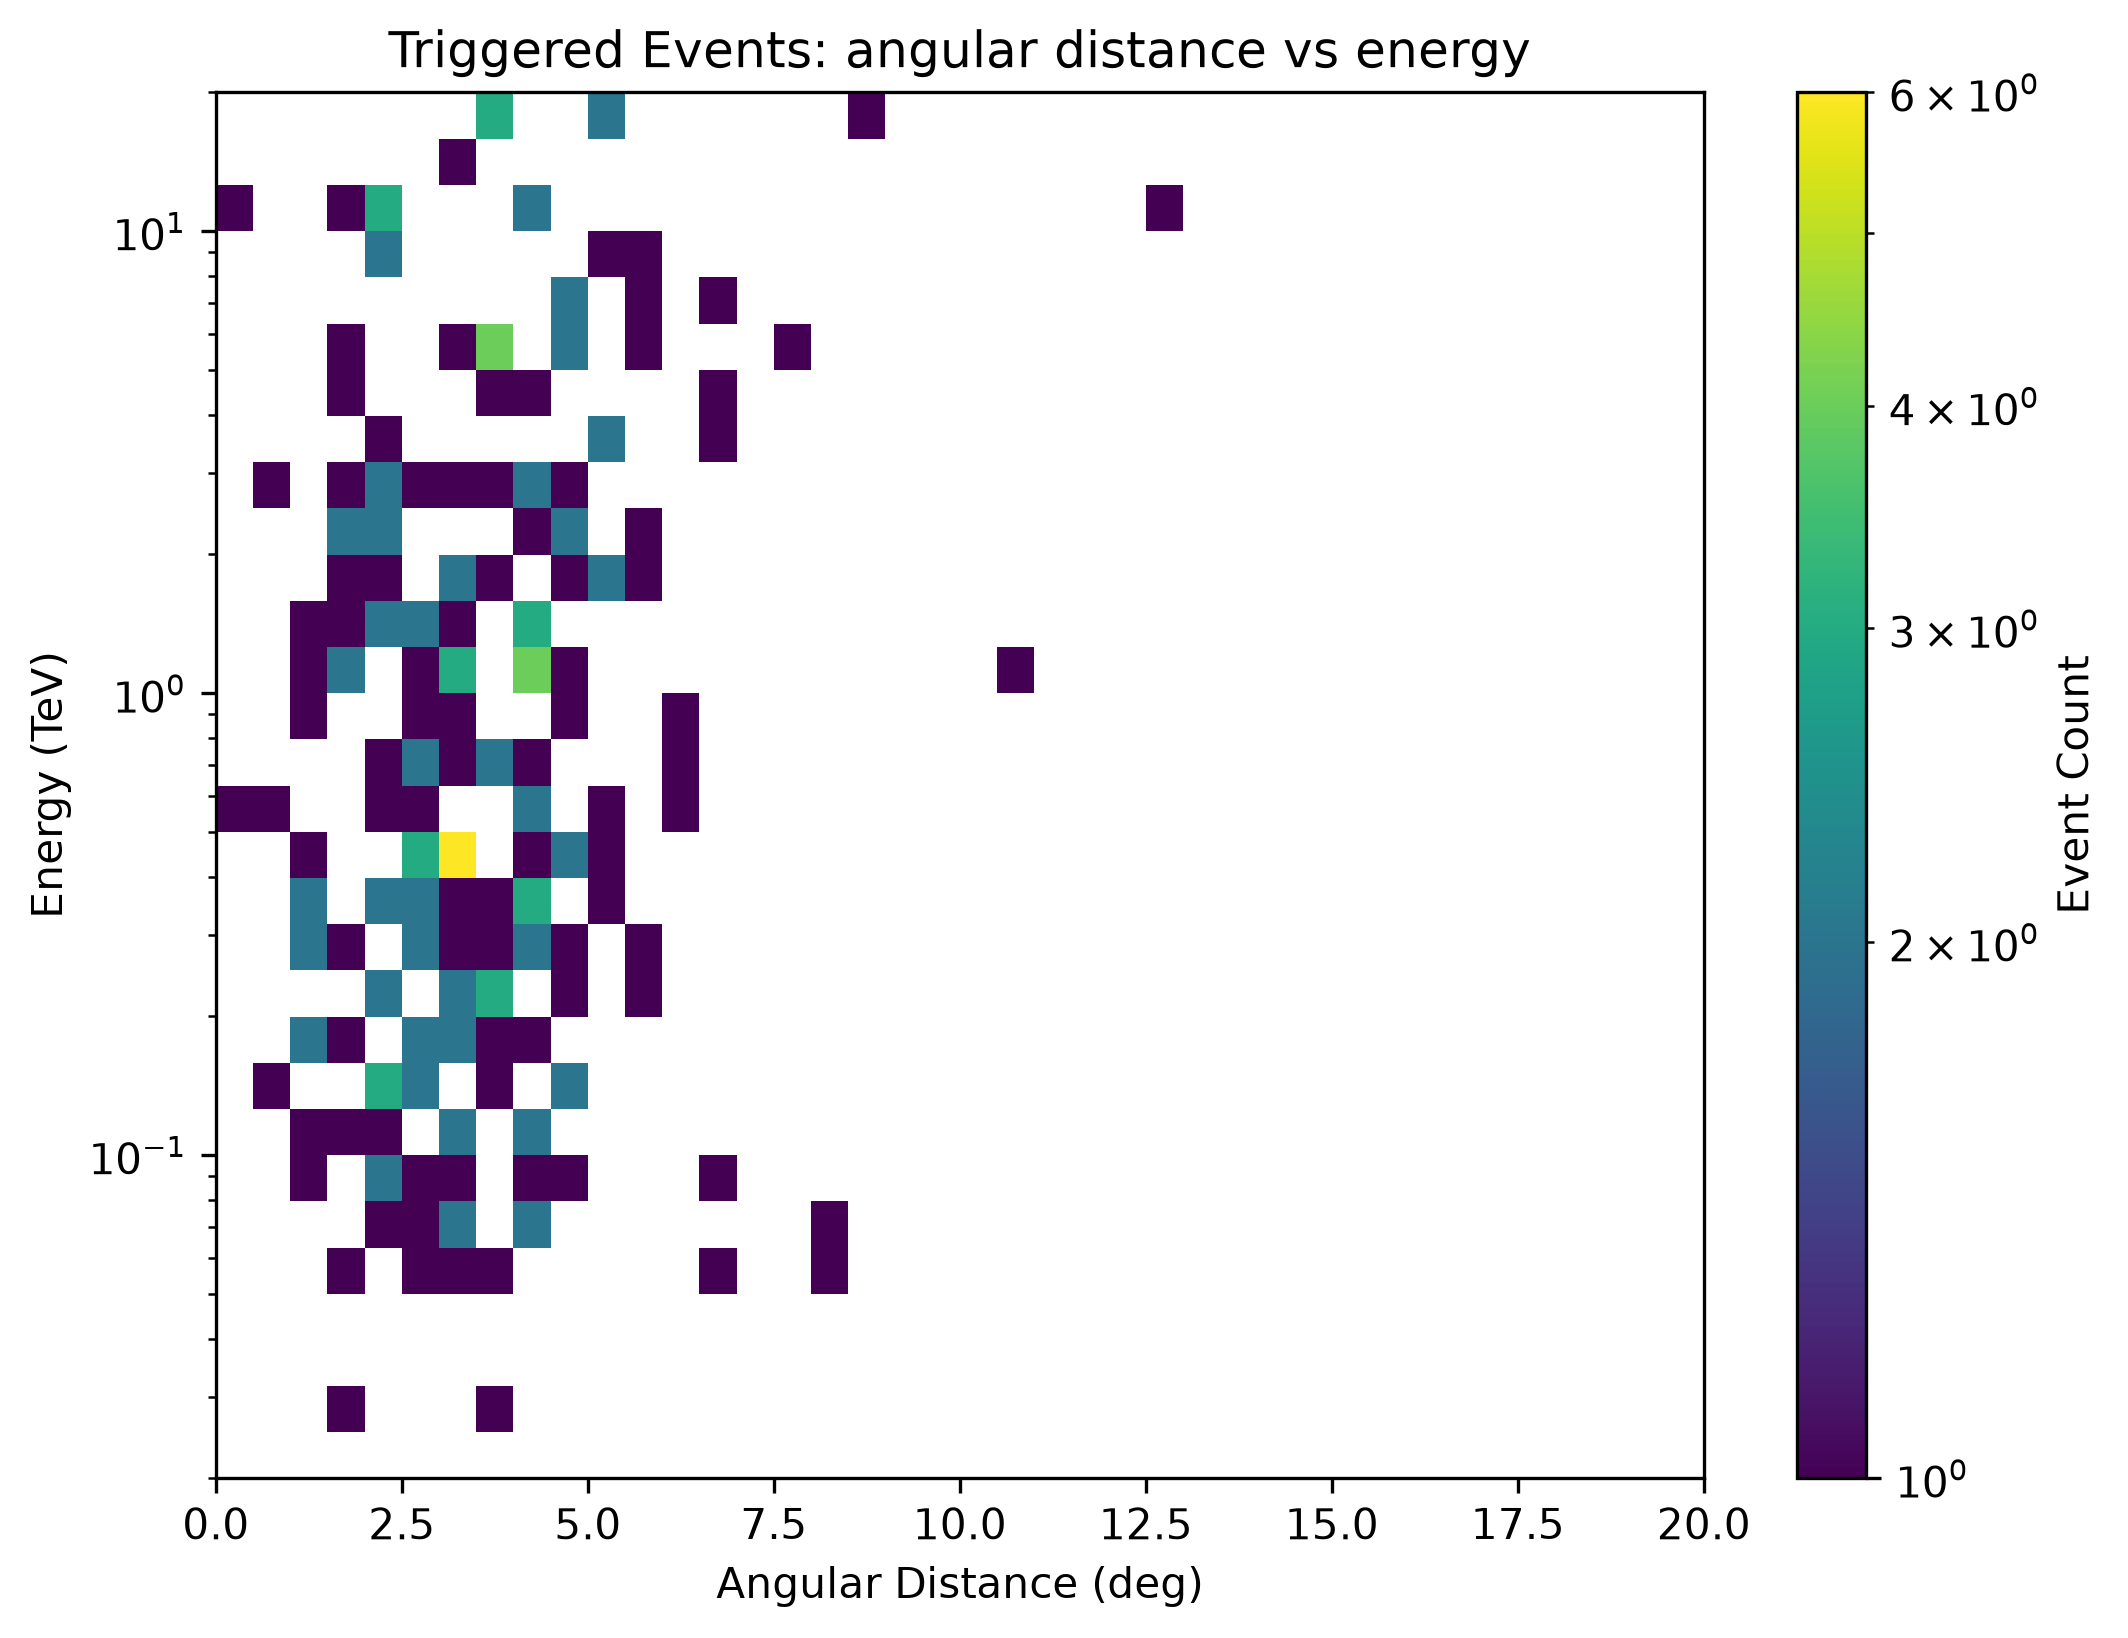 Triggered Events: angular distance vs energy
Energy (TeV)
10¹
10⁰
10⁻¹
0.0 2.5 5.0 7.5 10.0 12.5 15.0 17.5 20.0
Angular Distance (deg)
6 × 10⁰
4 × 10⁰
3 × 10⁰
2 × 10⁰
10⁰
Event Count